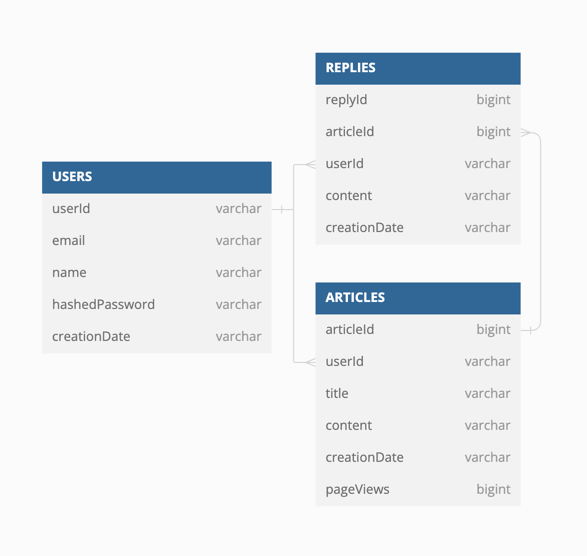 USERS
userId varchar
email varchar
name varchar
hashedPassword varchar
creationDate varchar
REPLIES
replyId bigint
articleId bigint
userId varchar
content varchar
creationDate varchar
ARTICLES
articleId bigint
userId varchar
title varchar
content varchar
creationDate varchar
pageViews bigint